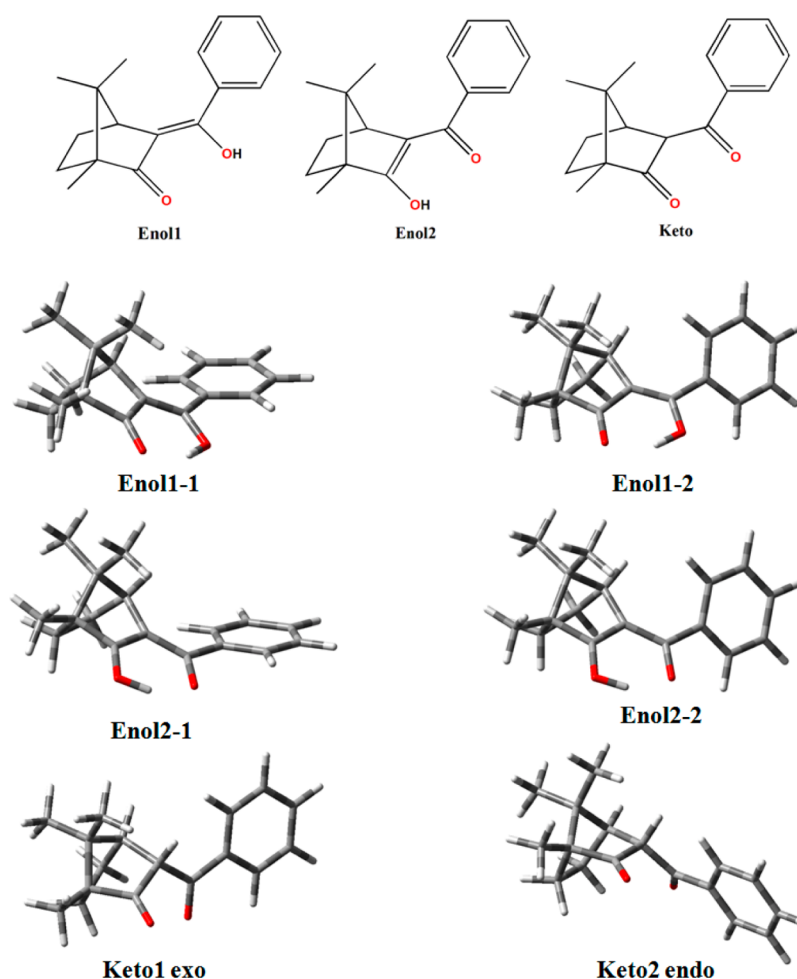 OH
O
Enol1
O
OH
Enol2
O
O
Keto
Enol1-1
Enol1-2
Enol2-1
Enol2-2
Keto1 exo
Keto2 endo